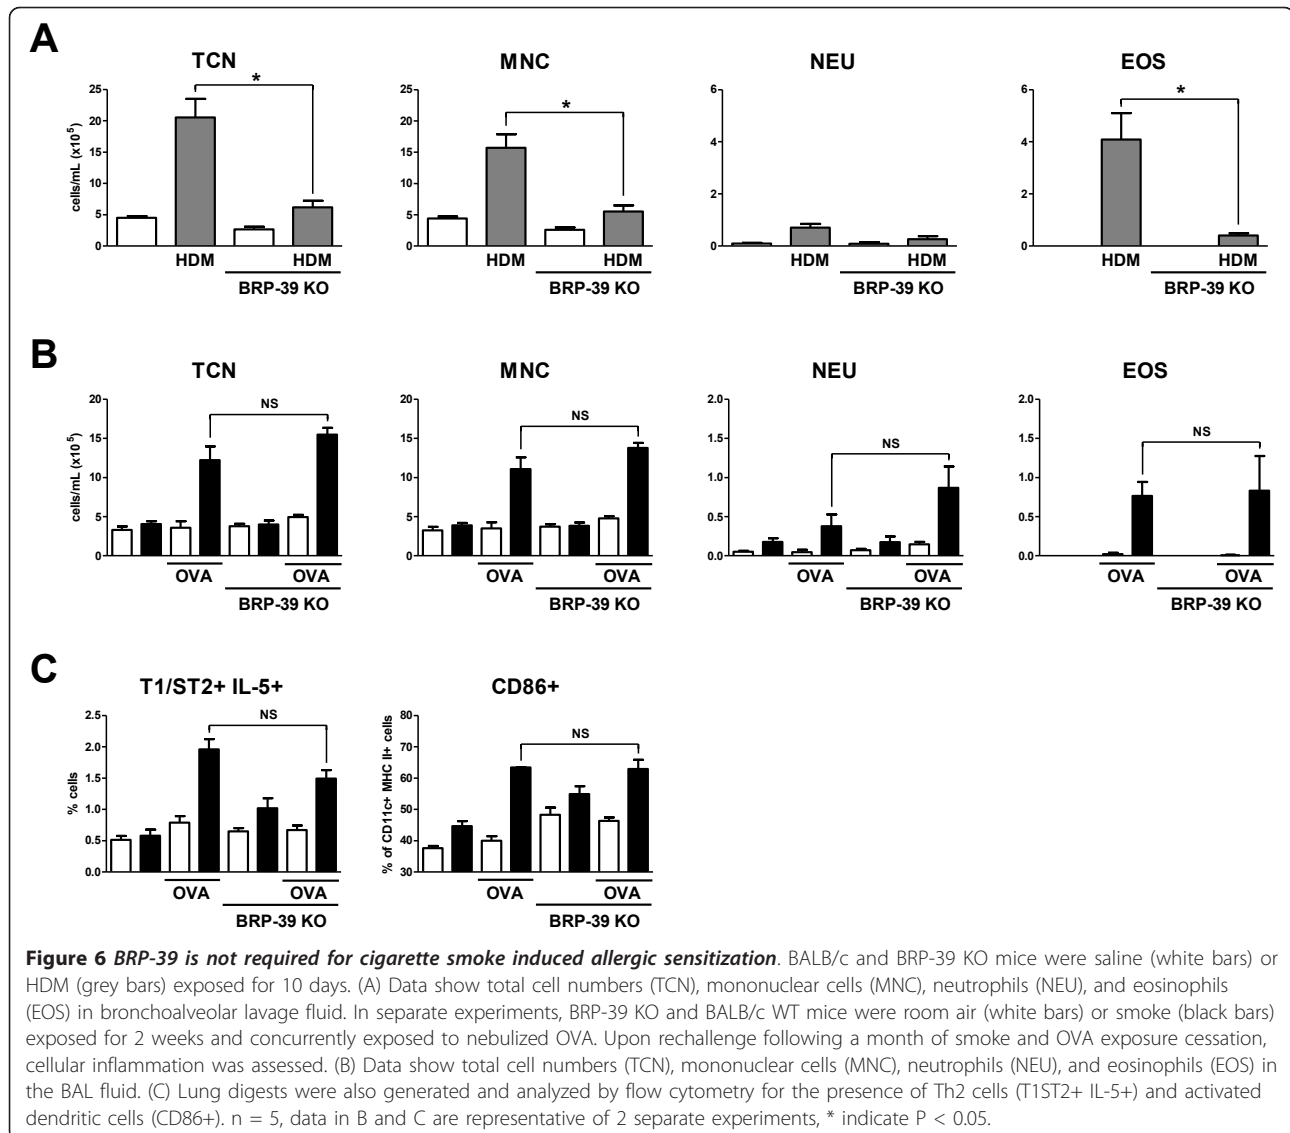 A
TCN
MNC
NEU
EOS
cells/mL (x10⁵)
25
20
15
10
5
0
*
HDM
HDM
BRP-39 KO
25
20
15
10
5
0
*
HDM
HDM
BRP-39 KO
6
4
2
0
HDM
HDM
BRP-39 KO
6
4
2
0
*
HDM
HDM
BRP-39 KO
B
TCN
MNC
NEU
EOS
cells/mL (x10⁵)
20
15
10
5
0
NS
OVA
OVA
BRP-39 KO
20
15
10
5
0
NS
OVA
OVA
BRP-39 KO
2.0
1.5
1.0
0.5
0.0
NS
OVA
OVA
BRP-39 KO
2.0
1.5
1.0
0.5
0.0
NS
OVA
OVA
BRP-39 KO
C
T1/ST2+ IL-5+
CD86+
% cells
2.5
2.0
1.5
1.0
0.5
0.0
NS
OVA
OVA
BRP-39 KO
% of CD11c+ MHC II+ cells
80
70
60
50
40
30
NS
OVA
OVA
BRP-39 KO
Figure 6 BRP-39 is not required for cigarette smoke induced allergic sensitization. BALB/c and BRP-39 KO mice were saline (white bars) or
HDM (grey bars) exposed for 10 days. (A) Data show total cell numbers (TCN), mononuclear cells (MNC), neutrophils (NEU), and eosinophils
(EOS) in bronchoalveolar lavage fluid. In separate experiments, BRP-39 KO and BALB/c WT mice were room air (white bars) or smoke (black bars)
exposed for 2 weeks and concurrently exposed to nebulized OVA. Upon rechallenge following a month of smoke and OVA exposure cessation,
cellular inflammation was assessed. (B) Data show total cell numbers (TCN), mononuclear cells (MNC), neutrophils (NEU), and eosinophils (EOS) in
the BAL fluid. (C) Lung digests were also generated and analyzed by flow cytometry for the presence of Th2 cells (T1ST2+ IL-5+) and activated
dendritic cells (CD86+). n = 5, data in B and C are representative of 2 separate experiments, * indicate P < 0.05.